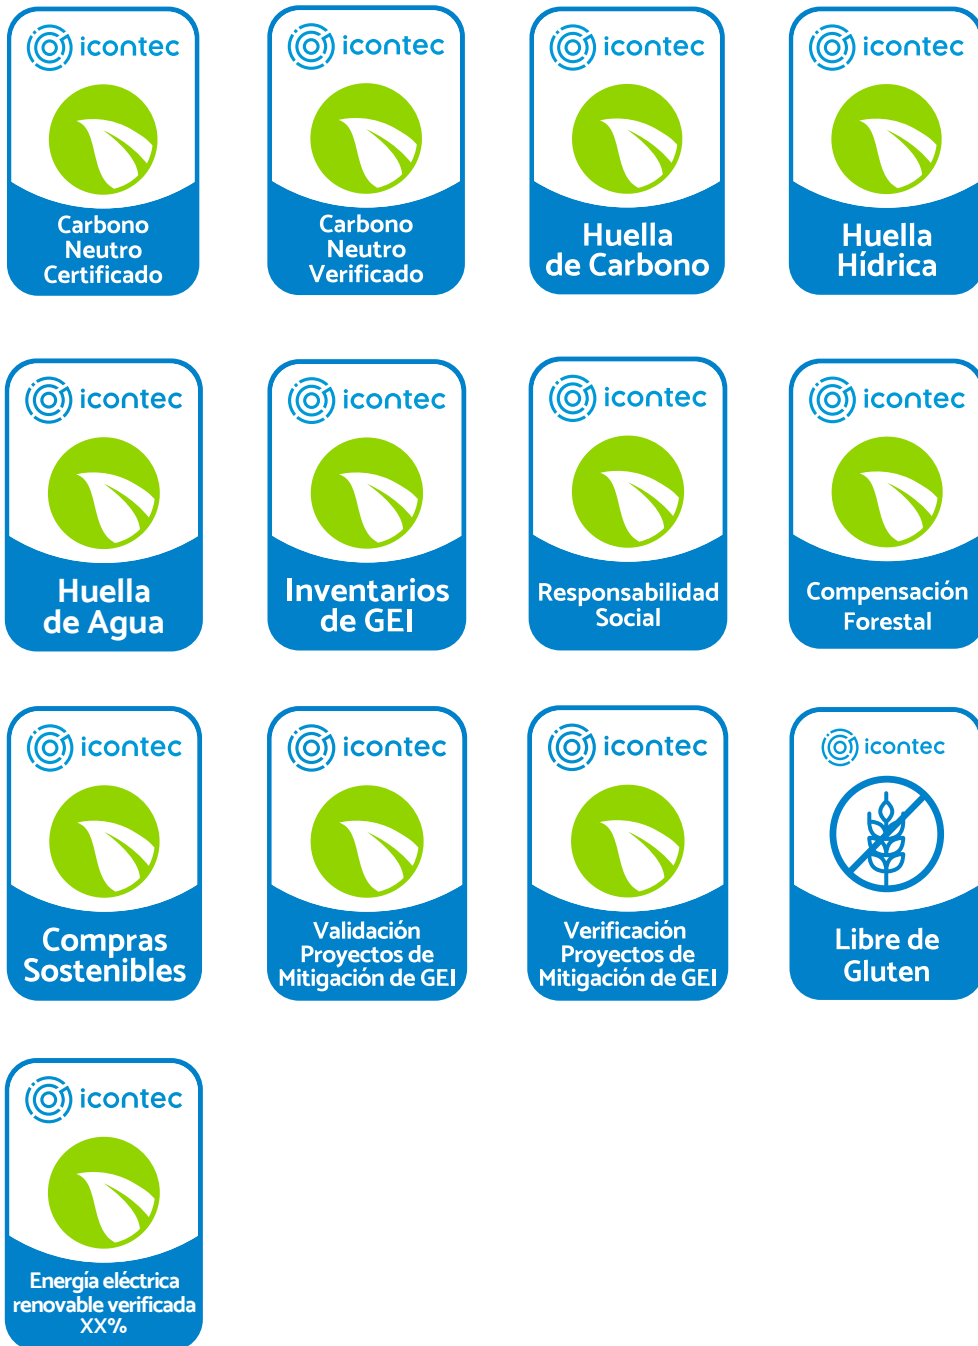 icontec
Carbono
Neutro
Certificado
icontec
Carbono
Neutro
Verificado
icontec
Huella
de Carbono
icontec
Huella
Hídrica
icontec
Huella
de Agua
icontec
Inventarios
de GEI
icontec
Responsabilidad
Social
icontec
Compensación
Forestal
icontec
Compras
Sostenibles
icontec
Validación
Proyectos de
Mitigación de GEI
icontec
Verificación
Proyectos de
Mitigación de GEI
icontec
Libre de
Gluten
icontec
Energía eléctrica
renovable verificada
XX%